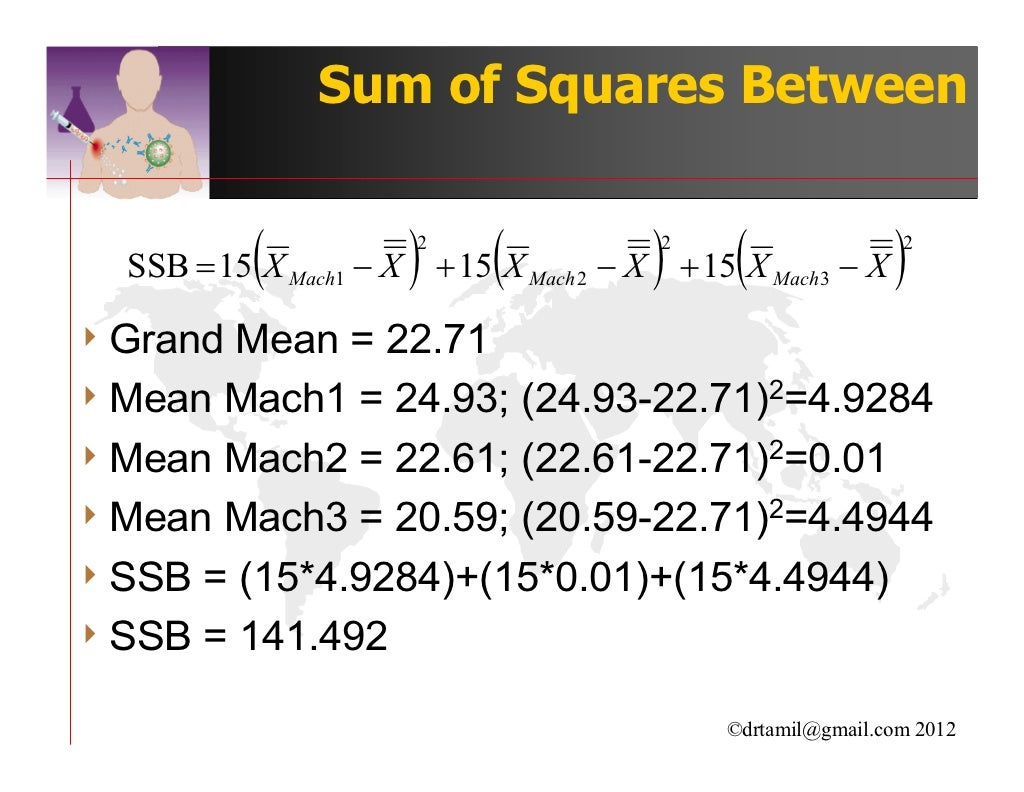 Sum of Squares Between
SSB = 15(X̅ Mach1 − X̿)² + 15(X̅ Mach2 − X̿)² + 15(X̅ Mach3 − X̿)²
Grand Mean = 22.71
Mean Mach1 = 24.93; (24.93-22.71)²=4.9284
Mean Mach2 = 22.61; (22.61-22.71)²=0.01
Mean Mach3 = 20.59; (20.59-22.71)²=4.4944
SSB = (15*4.9284)+(15*0.01)+(15*4.4944)
SSB = 141.492
©drtamil@gmail.com 2012